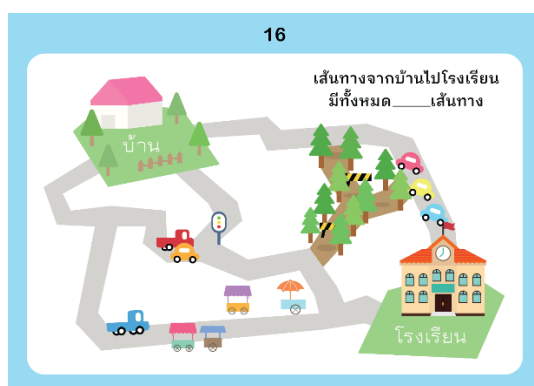 16
เส้นทางจากบ้านไปโรงเรียน
มีทั้งหมด_____เส้นทาง
บ้าน
โรงเรียน